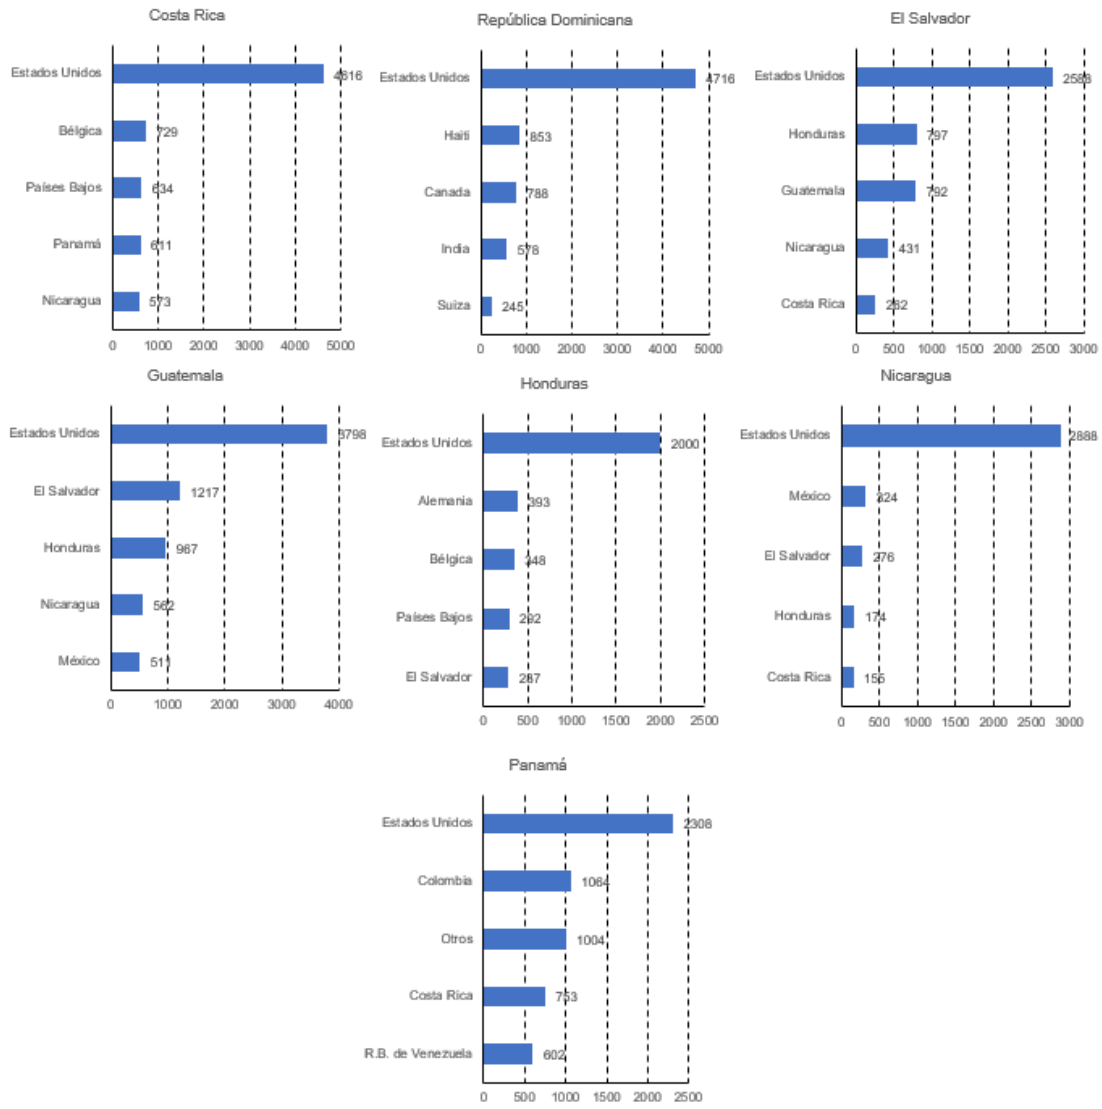 Costa Rica
Estados Unidos 4616
Bélgica 729
Países Bajos 634
Panamá 611
Nicaragua 573
0 1000 2000 3000 4000 5000
República Dominicana
Estados Unidos 4716
Haiti 853
Canada 788
India 578
Suiza 245
0 1000 2000 3000 4000 5000
El Salvador
Estados Unidos 2588
Honduras 797
Guatemala 792
Nicaragua 431
Costa Rica 262
0 500 1000 1500 2000 2500 3000
Guatemala
Estados Unidos 3798
El Salvador 1217
Honduras 967
Nicaragua 562
México 511
0 1000 2000 3000 4000
Honduras
Estados Unidos 2000
Alemania 393
Bélgica 348
Países Bajos 292
El Salvador 287
0 500 1000 1500 2000 2500
Nicaragua
Estados Unidos 2888
México 324
El Salvador 276
Honduras 174
Costa Rica 155
0 500 1000 1500 2000 2500 3000
Panamá
Estados Unidos 2308
Colombia 1064
Otros 1004
Costa Rica 753
R.B. de Venezuela 602
0 500 1000 1500 2000 2500